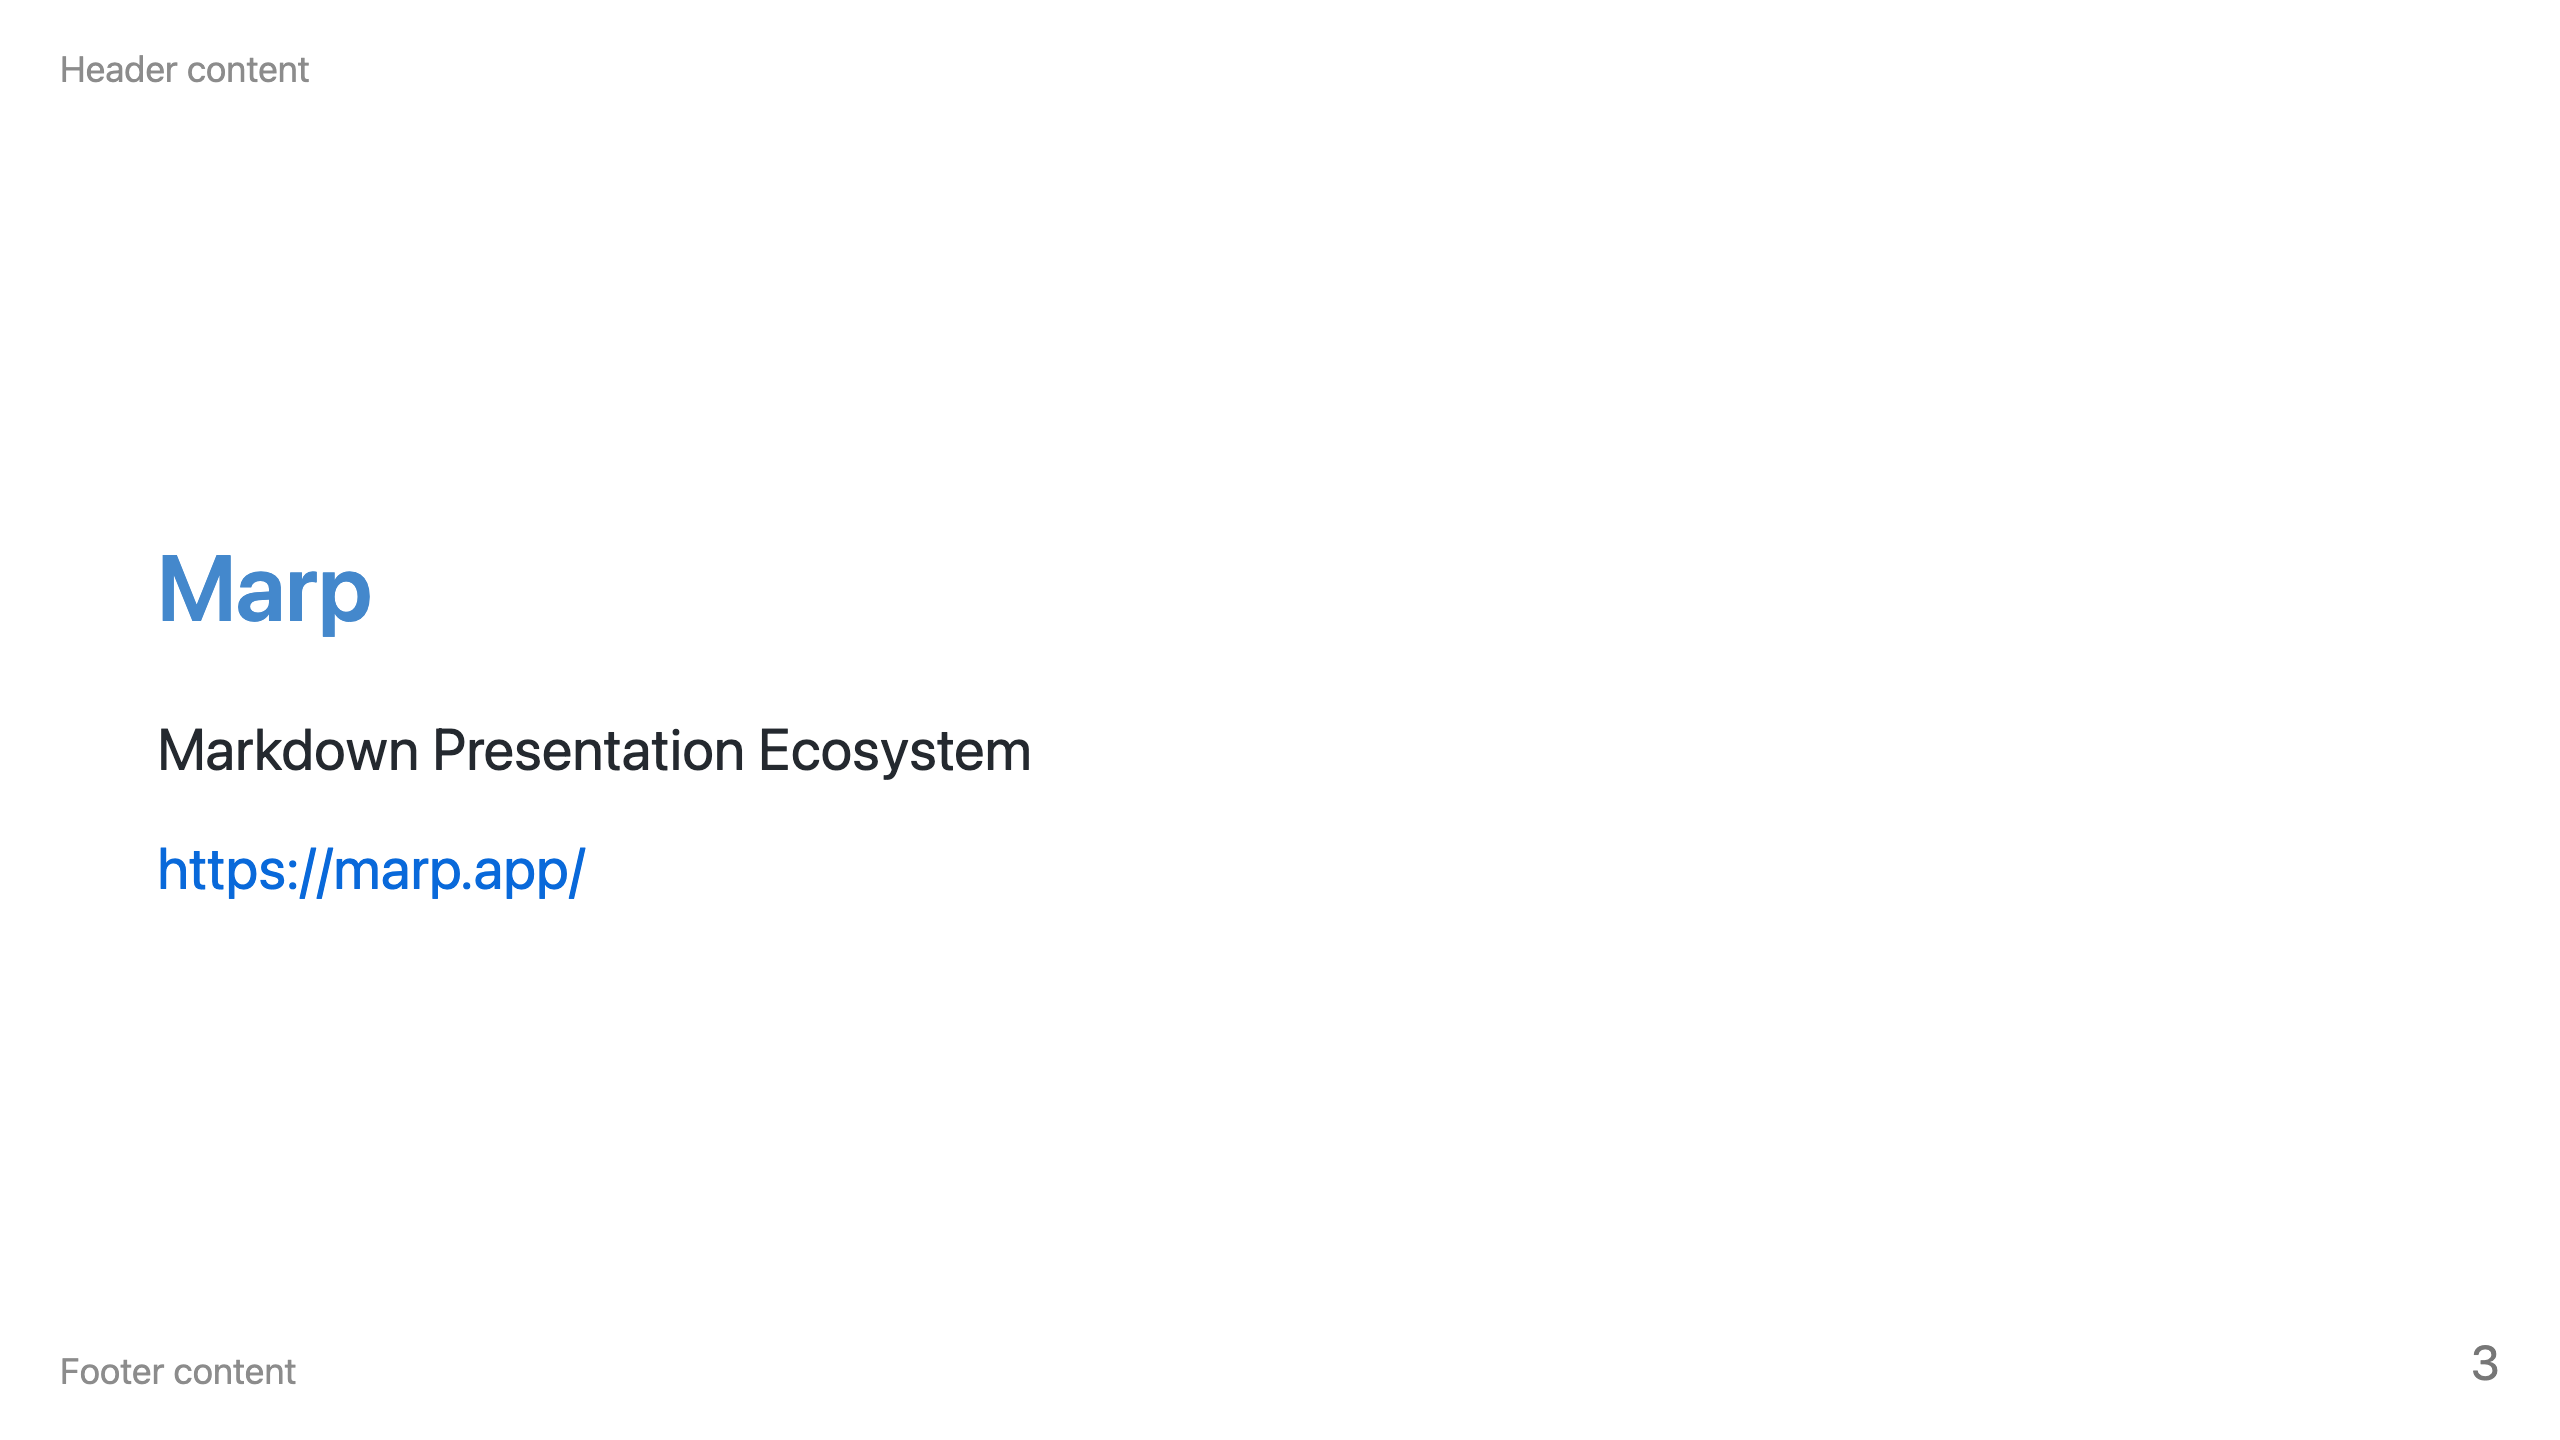 Header content
Marp
Markdown Presentation Ecosystem
https://marp.app/
Footer content
3